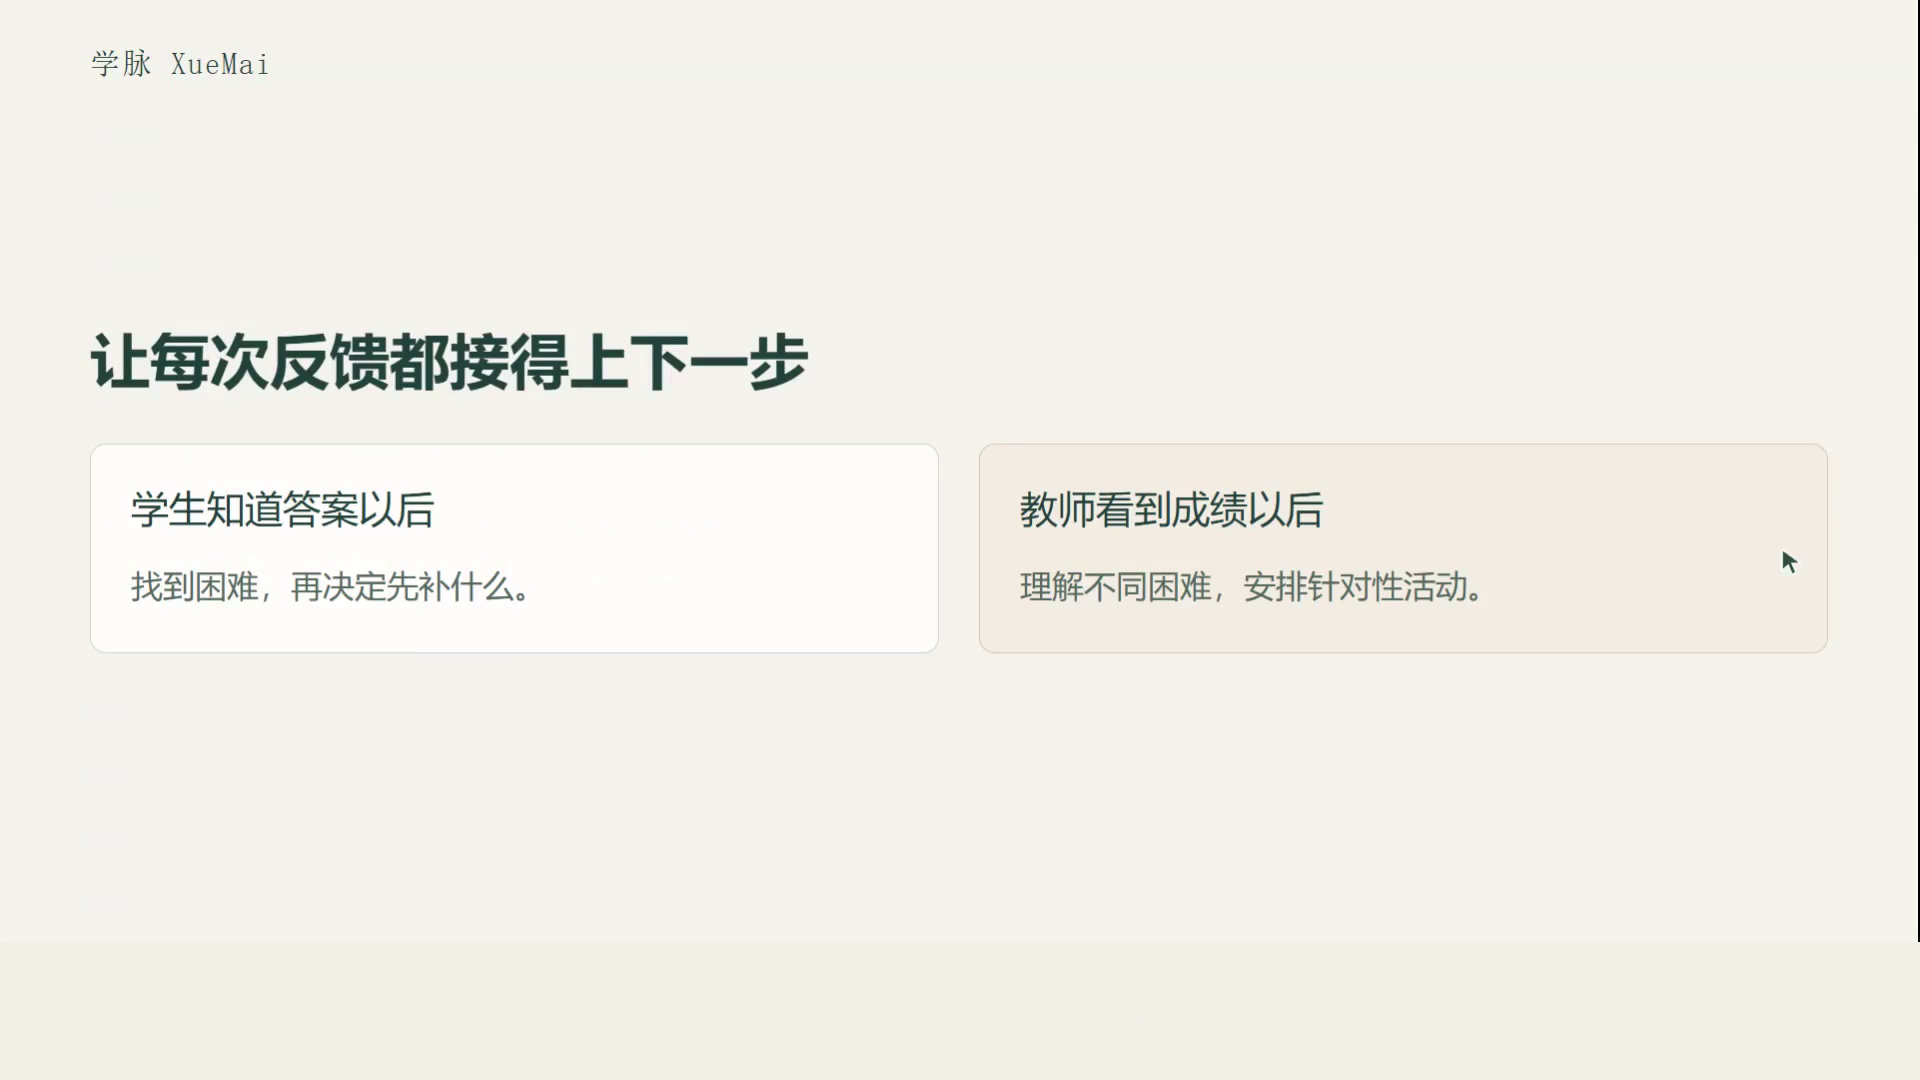 学脉 XueMai
让每次反馈都接得上下一步
学生知道答案以后
找到困难，再决定先补什么。
教师看到成绩以后
理解不同困难，安排针对性活动。